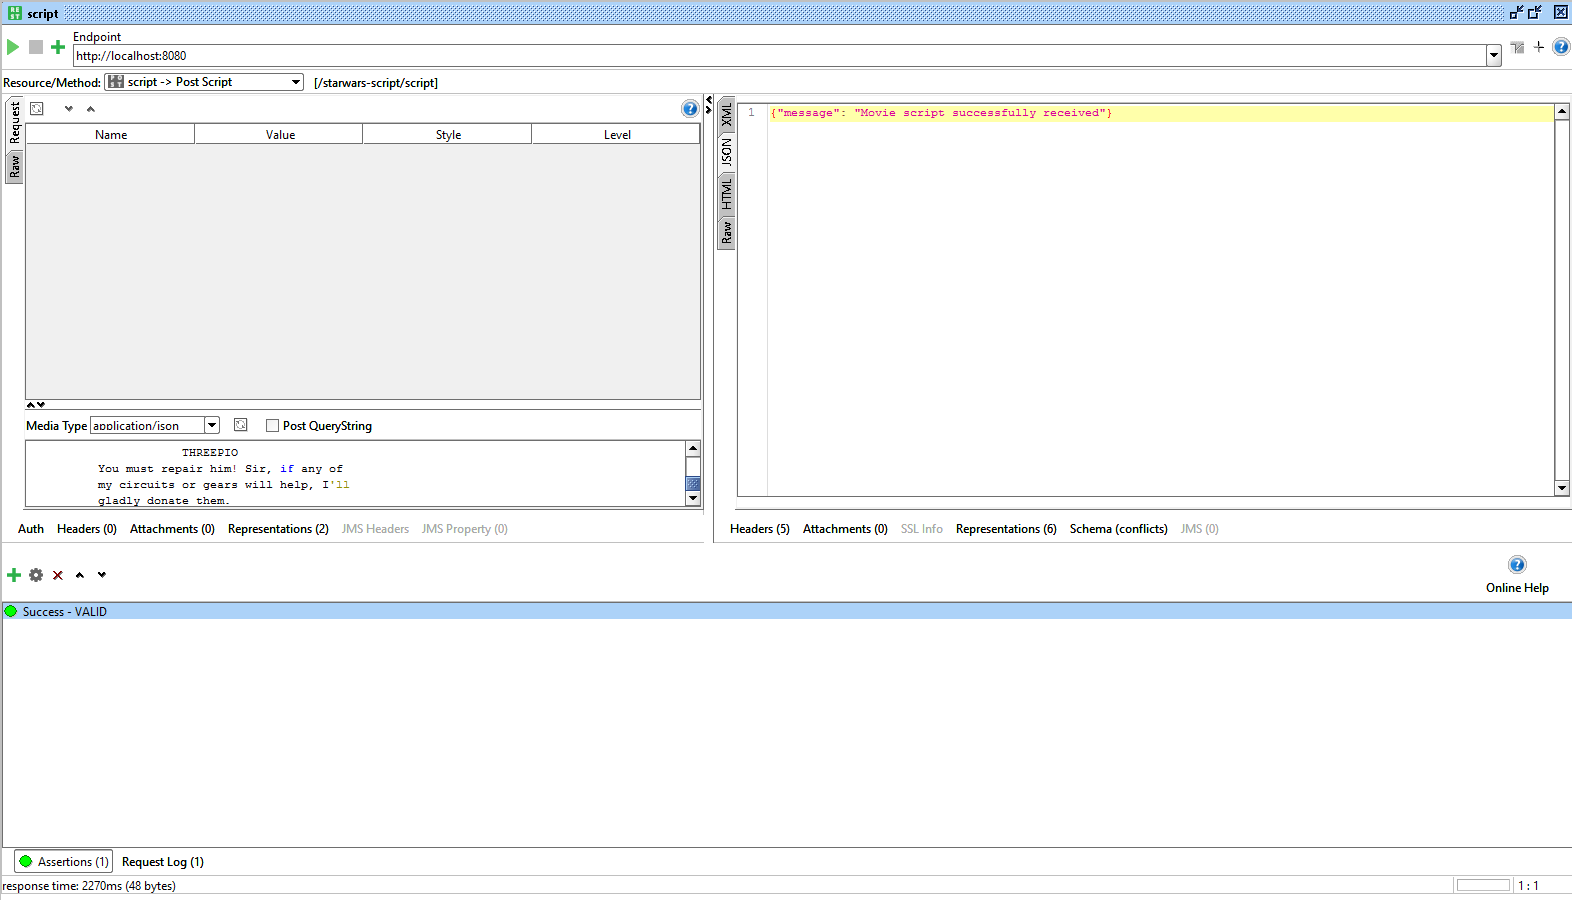 script
Endpoint
http://localhost:8080
Resource/Method: script -> Post Script [/starwars-script/script]
Request
Raw
Name Value Style Level
Media Type application/json Post QueryString
THREEPIO
You must repair him! Sir, if any of
my circuits or gears will help, I'll
gladly donate them.
Auth Headers (0) Attachments (0) Representations (2) JMS Headers JMS Property (0)
XML
JSON
HTML
Raw
1 {"message": "Movie script successfully received"}
Headers (5) Attachments (0) SSL Info Representations (6) Schema (conflicts) JMS (0)
Online Help
Success - VALID
Assertions (1) Request Log (1)
response time: 2270ms (48 bytes) 1 : 1